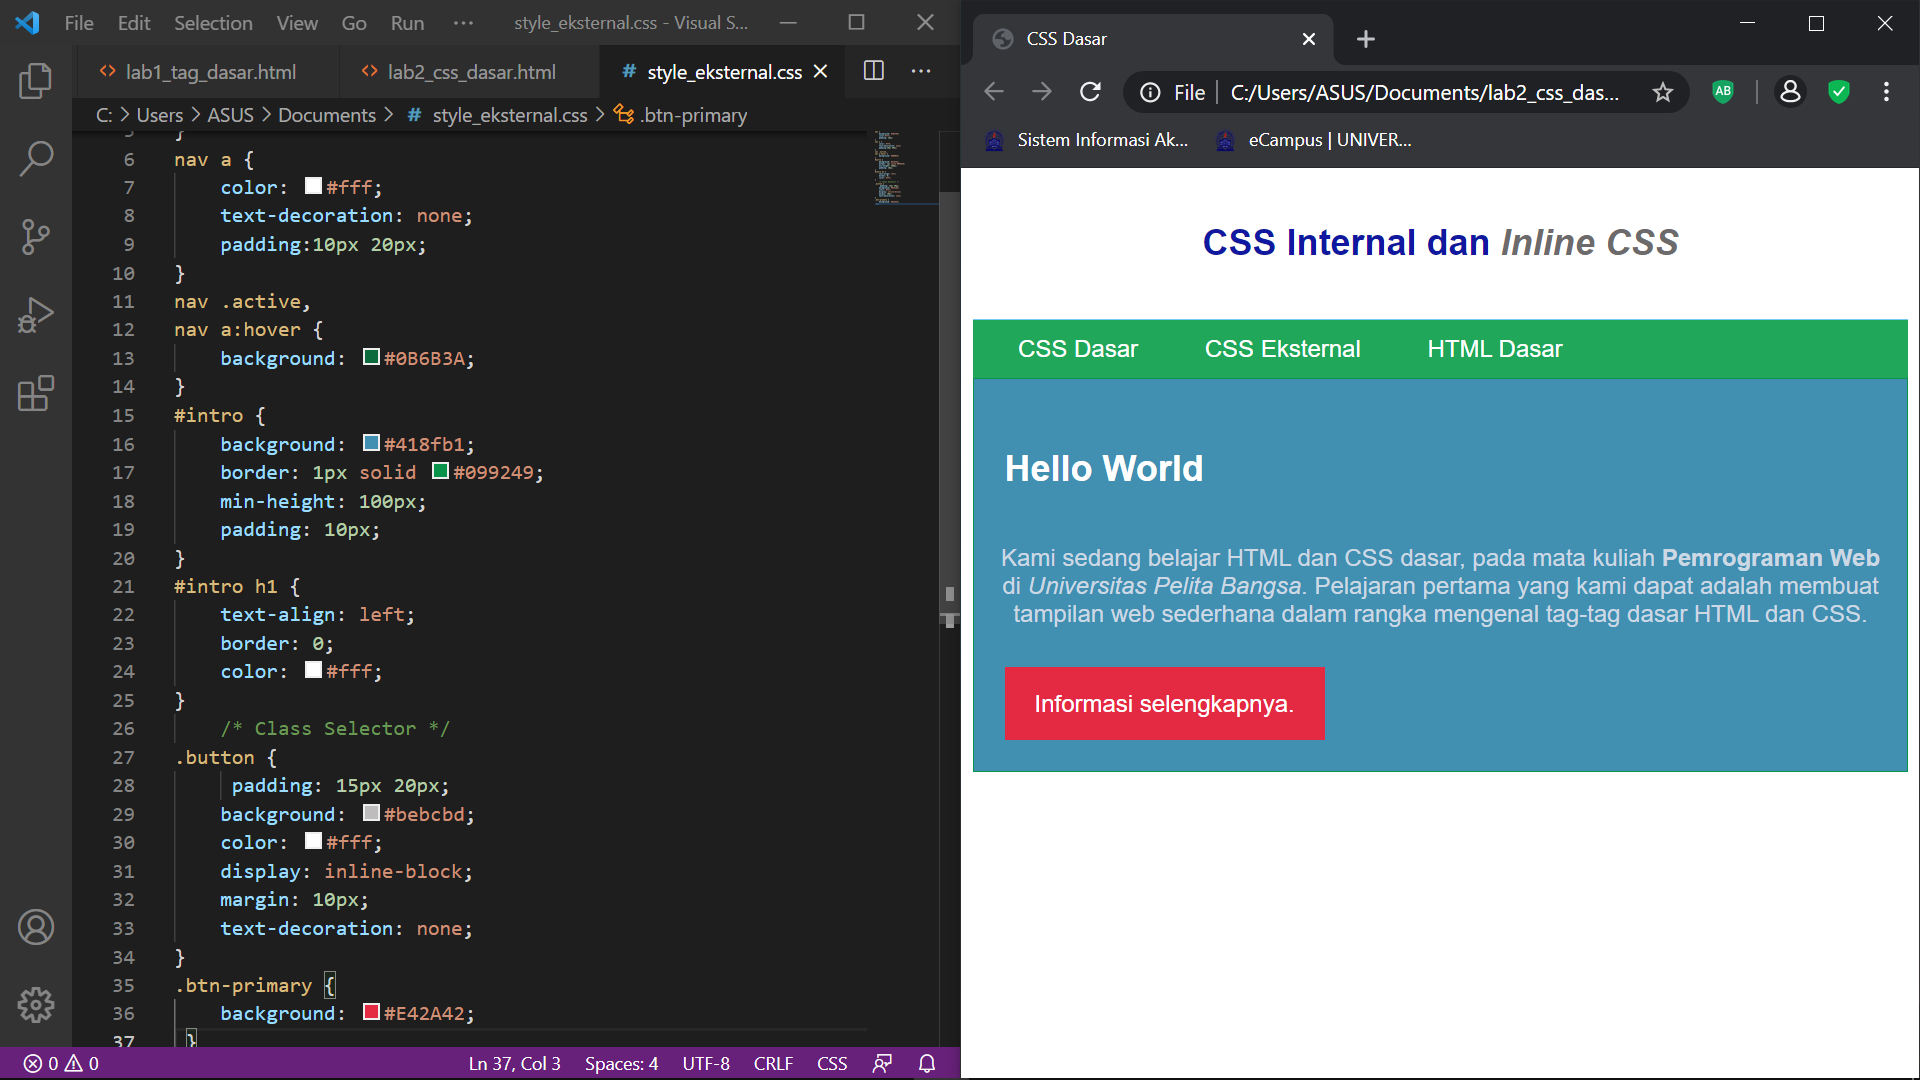 File Edit Selection View Go Run ··· style_eksternal.css - Visual S...
lab1_tag_dasar.html lab2_css_dasar.html # style_eksternal.css ···
C: > Users > ASUS > Documents > # style_eksternal.css > .btn-primary
6 nav a {
7 color: #fff;
8 text-decoration: none;
9 padding:10px 20px;
10 }
11 nav .active,
12 nav a:hover {
13 background: #0B6B3A;
14 }
15 #intro {
16 background: #418fb1;
17 border: 1px solid #099249;
18 min-height: 100px;
19 padding: 10px;
20 }
21 #intro h1 {
22 text-align: left;
23 border: 0;
24 color: #fff;
25 }
26 /* Class Selector */
27 .button {
28 padding: 15px 20px;
29 background: #bebcbd;
30 color: #fff;
31 display: inline-block;
32 margin: 10px;
33 text-decoration: none;
34 }
35 .btn-primary {
36 background: #E42A42;
37 }
0 0 Ln 37, Col 3 Spaces: 4 UTF-8 CRLF CSS
CSS Dasar
File C:/Users/ASUS/Documents/lab2_css_das... AB
Sistem Informasi Ak... eCampus | UNIVER...
CSS Internal dan Inline CSS
CSS Dasar CSS Eksternal HTML Dasar
Hello World
Kami sedang belajar HTML dan CSS dasar, pada mata kuliah Pemrograman Web
di Universitas Pelita Bangsa. Pelajaran pertama yang kami dapat adalah membuat
tampilan web sederhana dalam rangka mengenal tag-tag dasar HTML dan CSS.
Informasi selengkapnya.